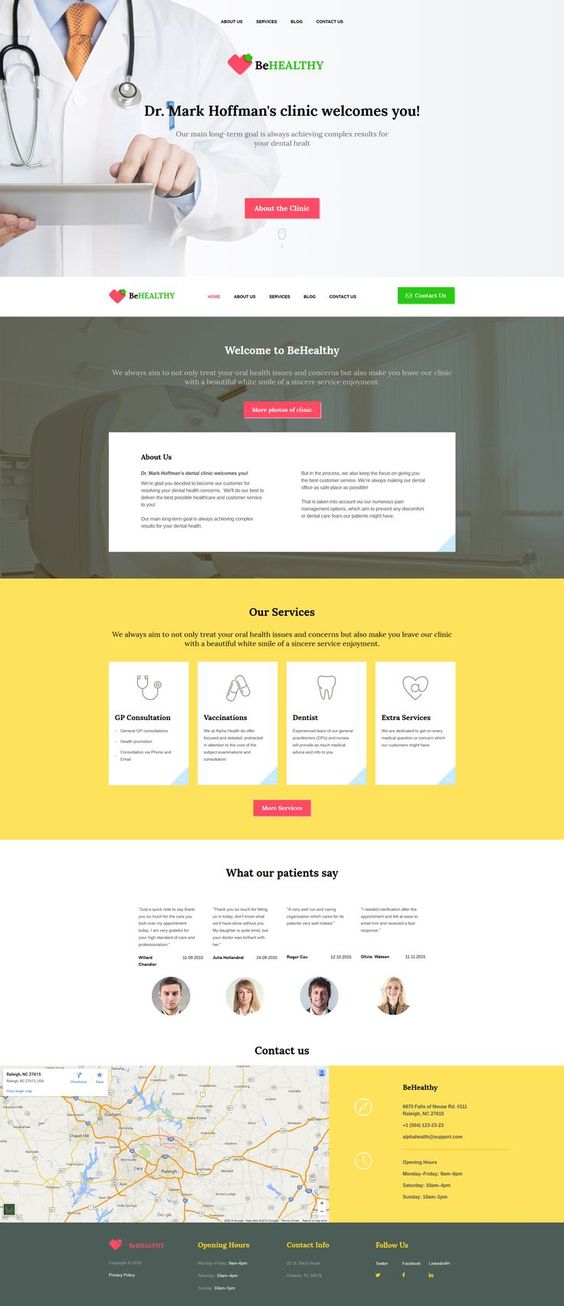 ABOUT US SERVICES BLOG CONTACT US
BeHEALTHY
Dr. Mark Hoffman's clinic welcomes you!
Our main long-term goal is always achieving complex results for
your dental healt
About the Clinic
BeHEALTHY
HOME ABOUT US SERVICES BLOG CONTACT US
Contact Us
Welcome to BeHealthy
We always aim to not only treat your oral health issues and concerns but also make you leave our clinic
with a beautiful white smile of a sincere service enjoyment.
More photos of clinic
About Us
Dr. Mark Hoffman's dental clinic welcomes you!
We're glad you decided to become our customer for
resolving your dental health concerns. We'll do our best to
deliver the best possible healthcare and customer service
to you!
Our main long-term goal is always achieving complex
results for your dental health.
But in the process, we also keep the focus on giving you
the best customer service. We're always making our dental
office as safe place as possible!
That is taken into account via our numerous pain
management options, which aim to prevent any discomfort
or dental care fears our patients might have.
Our Services
We always aim to not only treat your oral health issues and concerns but also make you leave our clinic
with a beautiful white smile of a sincere service enjoyment.
GP Consultation
General GP consultations
Health promotion
Consultation via Phone and
Email
Vaccinations
We at Alpha Health do offer
focused and detailed, protracted
in attention to the core of the
subject examinations and
consultation.
Dentist
Experienced team of our general
practitioners (GPs) and nurses
will provide as much medical
advice and info to you.
Extra Services
We are dedicated to get on every
medical question or concern which
our customers might have.
More Services
What our patients say
"Just a quick note to say thank
you so much for the care you
took over my appointment
today. I am very grateful for
your high standard of care and
professionalism."
Willard
Chandler
11.09.2015
"Thank you so much for fitting
us in today, don't know what
we'd have done without you.
My daughter is quite timid, but
your doctor was brilliant with
her."
Julia Hollandnd 24.09.2015
"A very well run and caring
organisation which cares for its
patients very well indeed."
Roger Cox 12.10.2015
"I needed clarification after the
appointment and felt at ease to
email him and received a fast
response."
Olivia Watson 11.11.2015
Contact us
Raleigh, NC 27615
Raleigh, NC 27615, USA
View larger map
Directions Save
Durham
Chapel Hill
Cary
Raleigh
BeHealthy
6675 Falls of Neuse Rd. #111
Raleigh, NC 27615
+1 (504) 123-23-23
alphahealth@support.com
Opening Hours
Monday–Friday: 9am–6pm
Saturday: 10am–4pm
Sunday: 10am–1pm
BeHEALTHY
Copyright © 2016
Privacy Policy
Opening Hours
Monday–Friday: 9am–6pm
Saturday: 10am–4pm
Sunday: 10am–1pm
Contact Info
22 St. Black Road
Orlando, FL 34678
Follow Us
Twitter Facebook LinkedIn